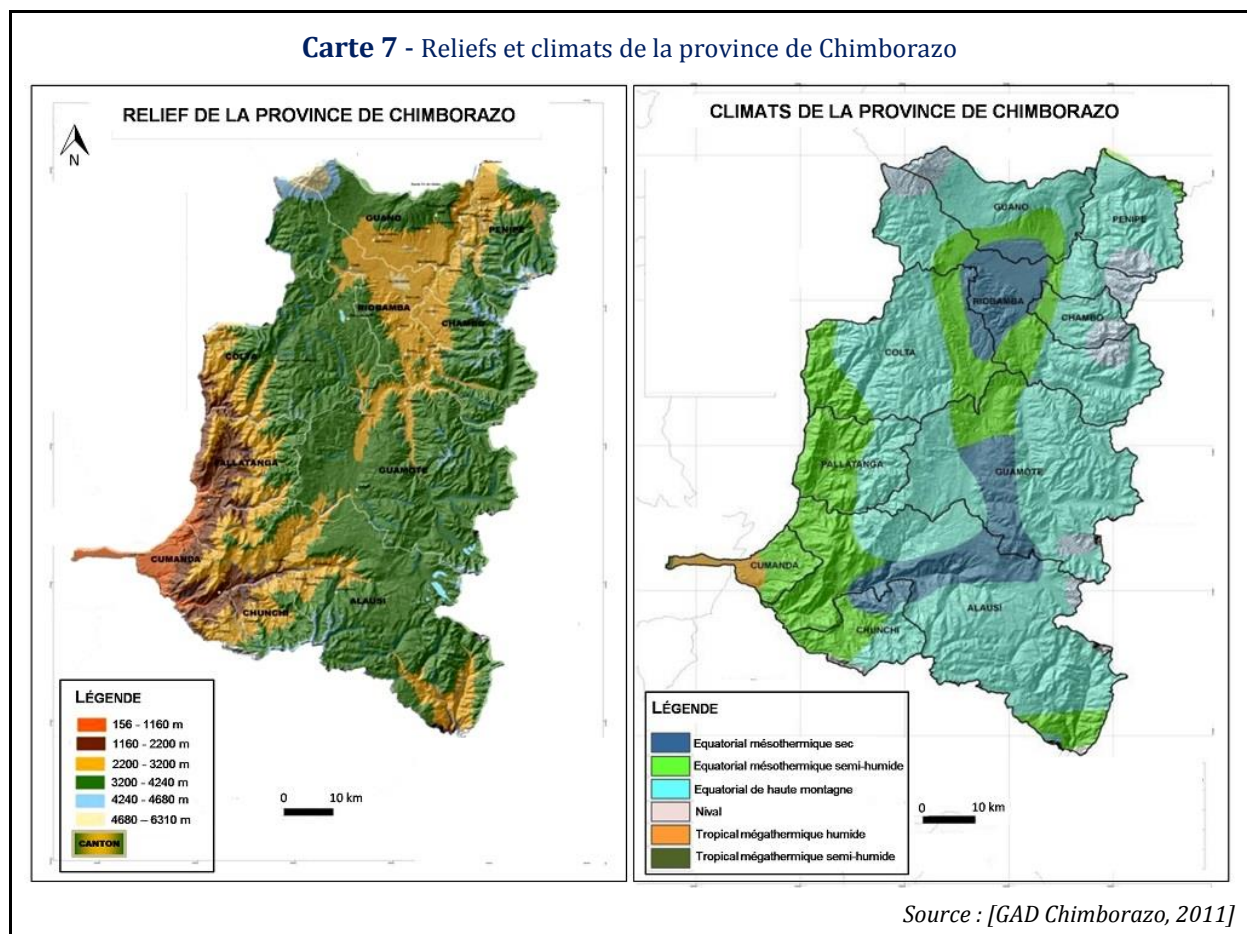 Carte 7 - Reliefs et climats de la province de Chimborazo
RELIEF DE LA PROVINCE DE CHIMBORAZO
N
GUANO
PENIPE
RIOBAMBA
CHAMBO
COLTA
PALLATANGA
GUAMOTE
CUMANDA
ALAUSI
CHUNCHI
LÉGENDE
156 - 1160 m
1160 - 2200 m
2200 - 3200 m
3200 - 4240 m
4240 - 4680 m
4680 – 6310 m
CANTON
0 10 km
CLIMATS DE LA PROVINCE DE CHIMBORAZO
GUANO
PENIPE
RIOBAMBA
CHAMBO
COLTA
PALLATANGA
GUAMOTE
CUMANDA
ALAUSI
CHUNCHI
LÉGENDE
Equatorial mésothermique sec
Equatorial mésothermique semi-humide
Equatorial de haute montagne
Nival
Tropical mégathermique humide
Tropical mégathermique semi-humide
0 10 km
Source : [GAD Chimborazo, 2011]